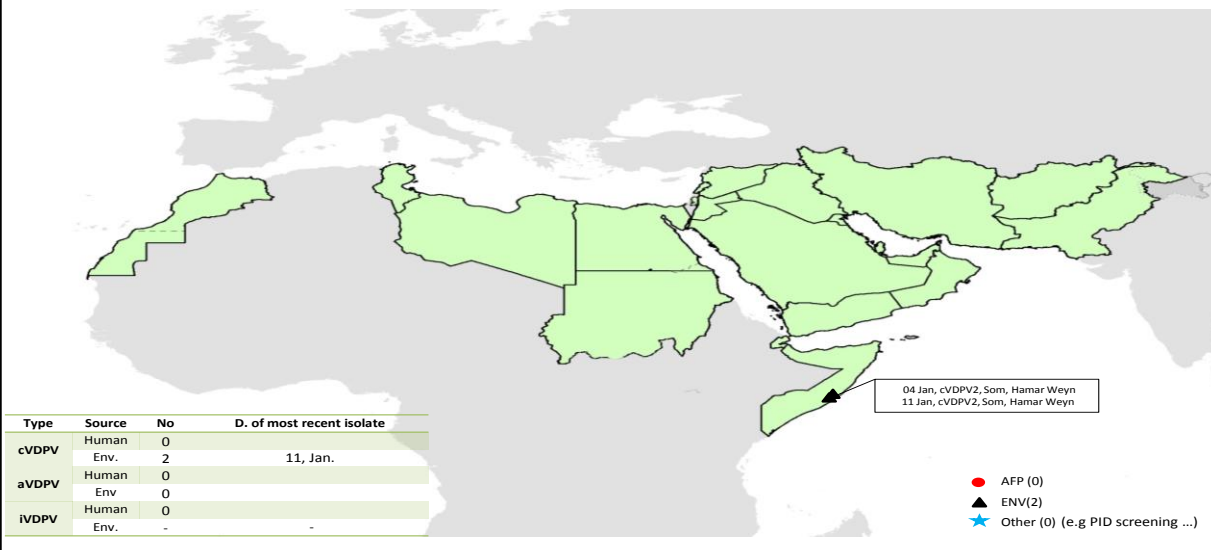 04 Jan, cVDPV2, Som, Hamar Weyn
11 Jan, cVDPV2, Som, Hamar Weyn
Type Source No D. of most recent isolate
cVDPV Human 0
Env. 2 11, Jan.
aVDPV Human 0
Env 0
iVDPV Human 0
Env. - -
AFP (0)
ENV(2)
Other (0) (e.g PID screening ...)